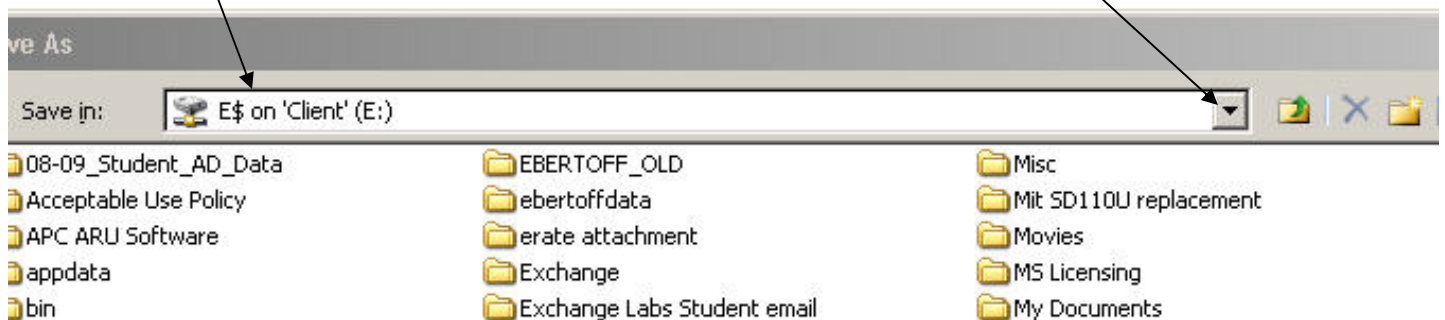 ve As
Save in: E$ on 'Client' (E:)
08-09_Student_AD_Data EBERTOFF_OLD Misc
Acceptable Use Policy ebertoffdata Mit SD110U replacement
APC ARU Software erate attachment Movies
appdata Exchange MS Licensing
bin Exchange Labs Student email My Documents